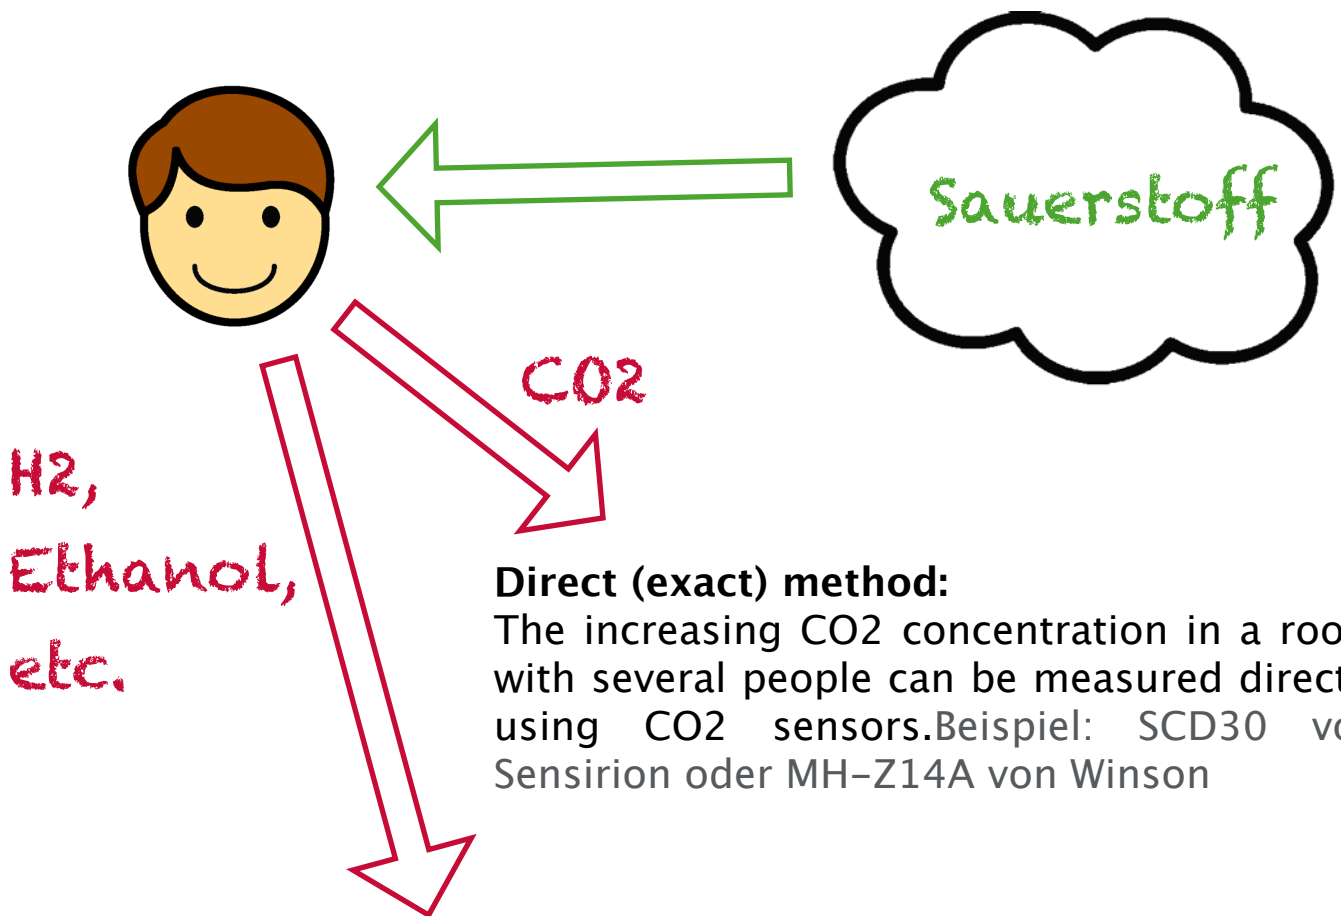 Sauerstoff
CO2
H2,
Ethanol,
etc.
Direct (exact) method:
The increasing CO2 concentration in a roo
with several people can be measured direct
using CO2 sensors.Beispiel: SCD30 vo
Sensirion oder MH-Z14A von Winson